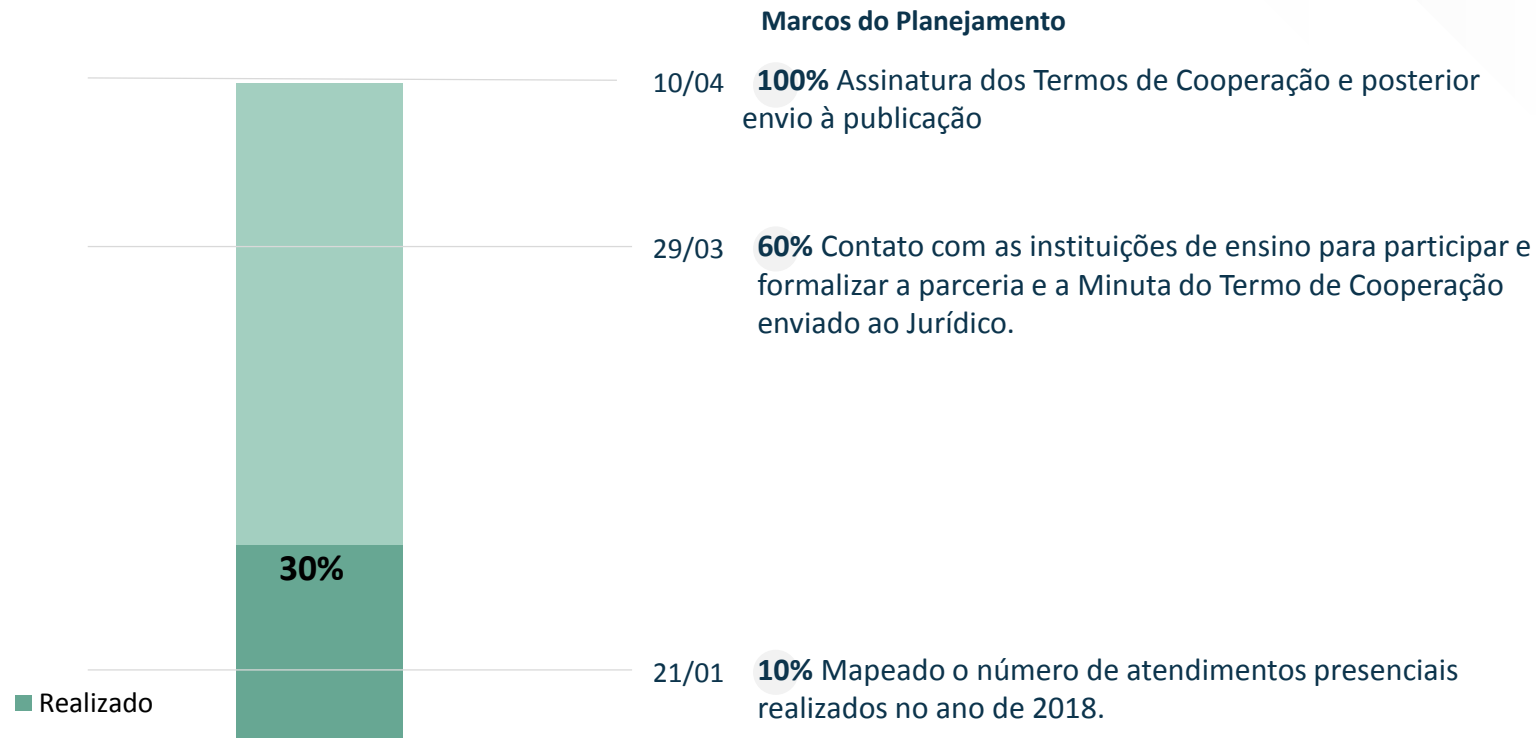 Marcos do Planejamento
10/04 100% Assinatura dos Termos de Cooperação e posterior
envio à publicação
29/03 60% Contato com as instituições de ensino para participar e
formalizar a parceria e a Minuta do Termo de Cooperação
enviado ao Jurídico.
30%
21/01 10% Mapeado o número de atendimentos presenciais
realizados no ano de 2018.
Realizado